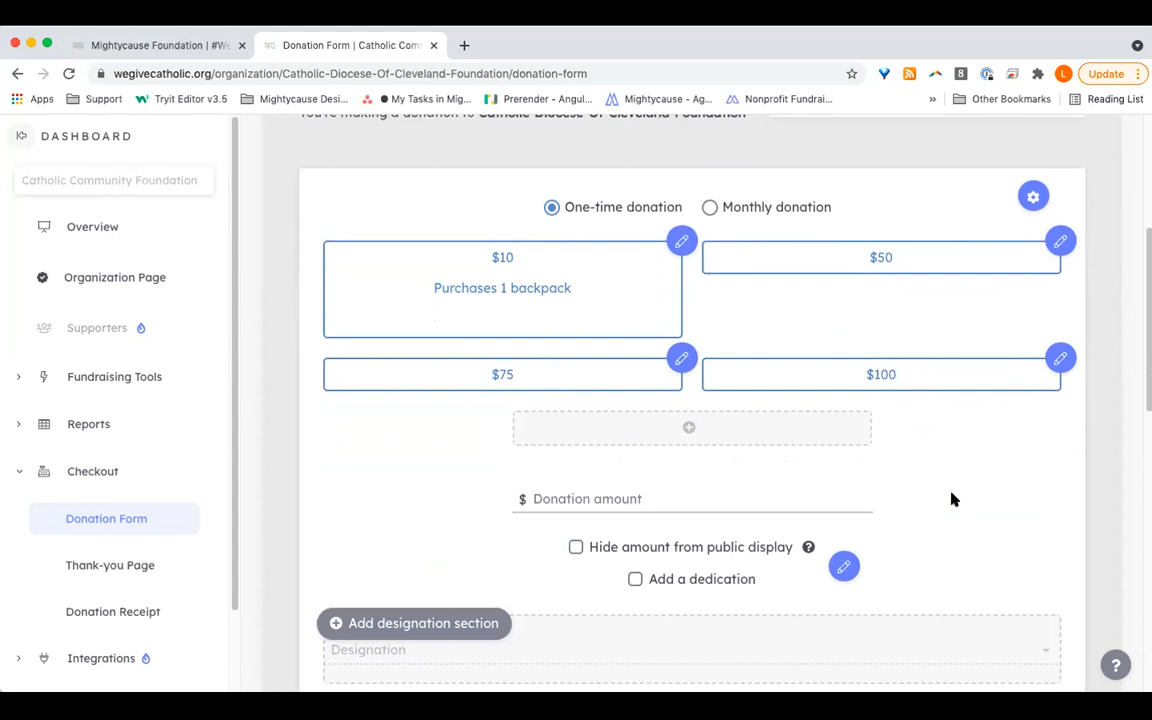 Mightycause Foundation | #We
Donation Form | Catholic Com
wegivecatholic.org/organization/Catholic-Diocese-Of-Cleveland-Foundation/donation-form
L
Update
Apps
Support
Tryit Editor v3.5
Mightycause Desi...
My Tasks in Mig...
Prerender - Angul...
Mightycause - Ag...
Nonprofit Fundrai...
»
Other Bookmarks
Reading List
DASHBOARD
Catholic Community Foundation
Overview
Organization Page
Supporters
Fundraising Tools
Reports
Checkout
Donation Form
Thank-you Page
Donation Receipt
Integrations
You're making a donation to Catholic-Diocese-Of-Cleveland-Foundation
One-time donation
Monthly donation
$10
Purchases 1 backpack
$50
$75
$100
$ Donation amount
Hide amount from public display ?
Add a dedication
Add designation section
Designation
?